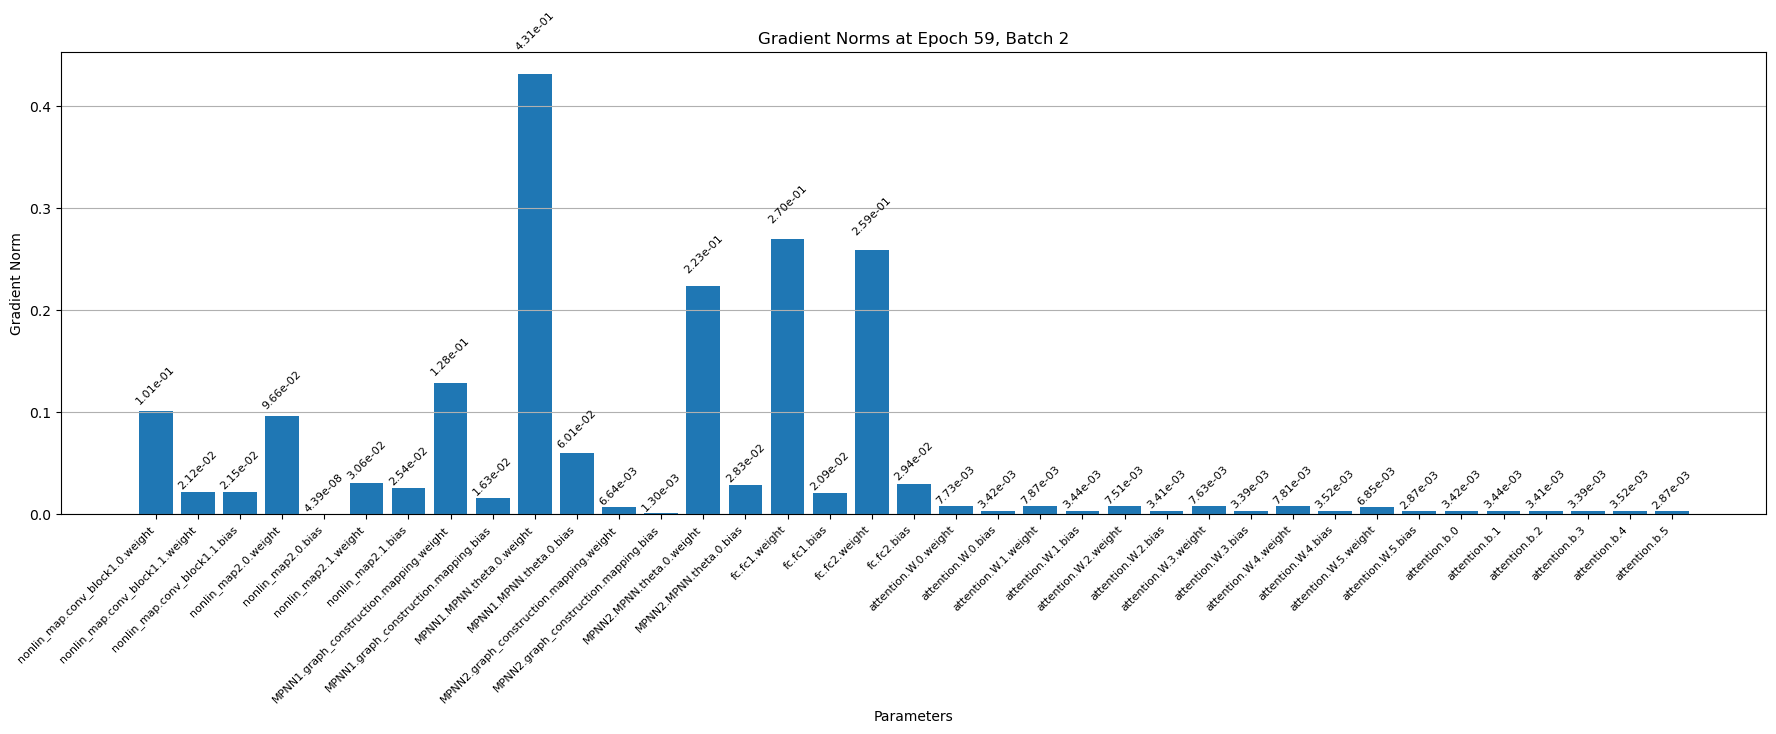 Gradient Norms at Epoch 59, Batch 2
Gradient Norm
0.4
0.3
0.2
0.1
0.0
1.01e-01
2.12e-02
2.15e-02
9.66e-02
4.39e-08
3.06e-02
2.54e-02
1.28e-01
1.63e-02
4.31e-01
6.01e-02
6.64e-03
1.30e-03
2.23e-01
2.83e-02
2.70e-01
2.09e-02
2.59e-01
2.94e-02
7.73e-03
3.42e-03
7.87e-03
3.44e-03
7.51e-03
3.41e-03
7.63e-03
3.39e-03
7.81e-03
3.52e-03
6.85e-03
2.87e-03
3.42e-03
3.44e-03
3.41e-03
3.39e-03
3.52e-03
2.87e-03
nonlin_map.conv_block1.0.weight
nonlin_map.conv_block1.1.weight
nonlin_map.conv_block1.1.bias
nonlin_map2.0.weight
nonlin_map2.0.bias
nonlin_map2.1.weight
nonlin_map2.1.bias
MPNN1.graph_construction.mapping.weight
MPNN1.graph_construction.mapping.bias
MPNN1.MPNN.theta.0.weight
MPNN1.MPNN.theta.0.bias
MPNN2.graph_construction.mapping.weight
MPNN2.graph_construction.mapping.bias
MPNN2.MPNN.theta.0.weight
MPNN2.MPNN.theta.0.bias
fc.fc1.weight
fc.fc1.bias
fc.fc2.weight
fc.fc2.bias
attention.W.0.weight
attention.W.0.bias
attention.W.1.weight
attention.W.1.bias
attention.W.2.weight
attention.W.2.bias
attention.W.3.weight
attention.W.3.bias
attention.W.4.weight
attention.W.4.bias
attention.W.5.weight
attention.W.5.bias
attention.b.0
attention.b.1
attention.b.2
attention.b.3
attention.b.4
attention.b.5
Parameters